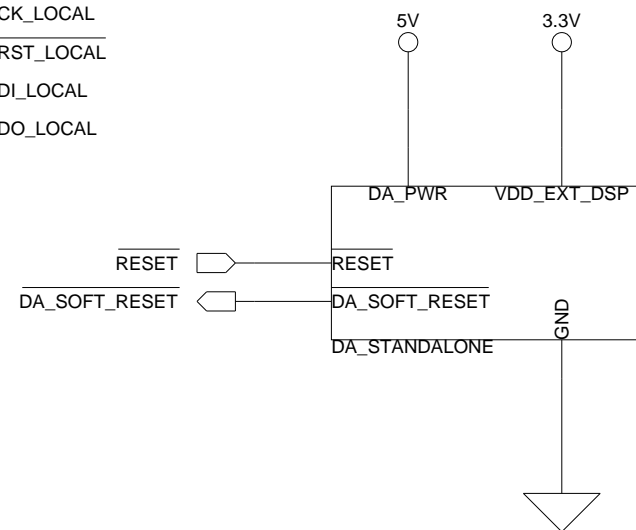 CK_LOCAL
RST_LOCAL
DI_LOCAL
DO_LOCAL
5V
3.3V
DA_PWR
VDD_EXT_DSP
RESET
RESET
DA_SOFT_RESET
DA_SOFT_RESET
DA_STANDALONE
GND